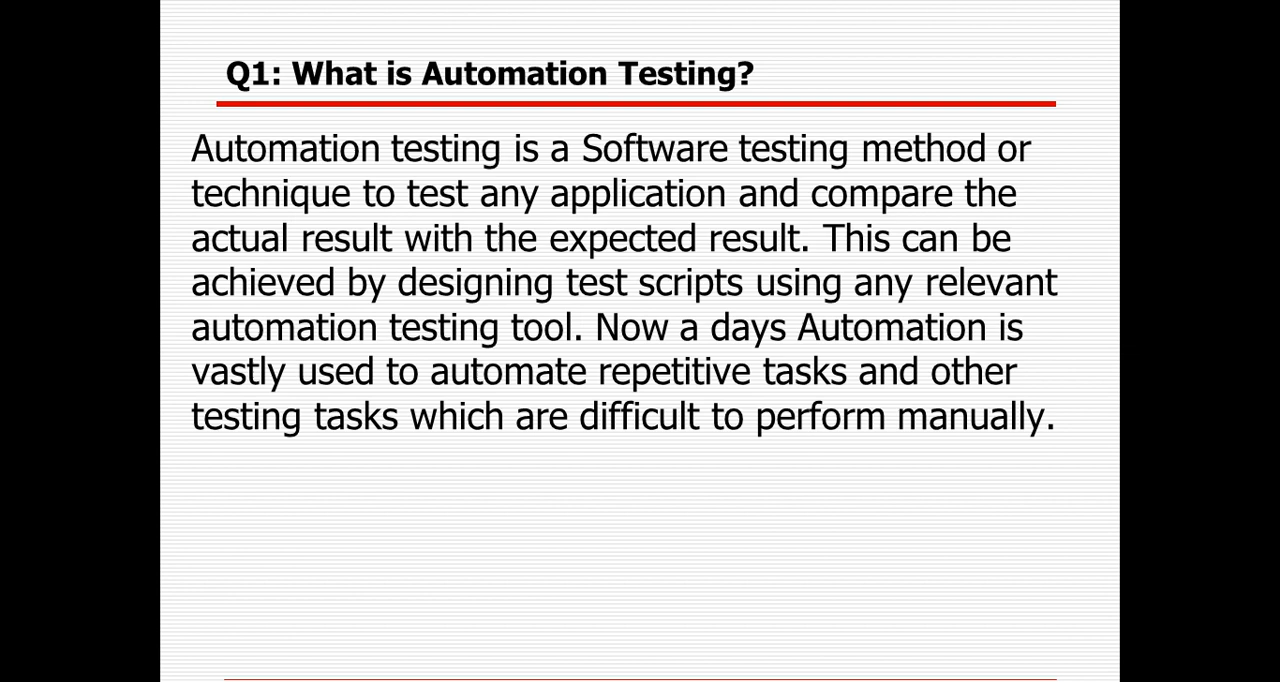 Q1: What is Automation Testing?
Automation testing is a Software testing method or
technique to test any application and compare the
actual result with the expected result. This can be
achieved by designing test scripts using any relevant
automation testing tool. Now a days Automation is
vastly used to automate repetitive tasks and other
testing tasks which are difficult to perform manually.